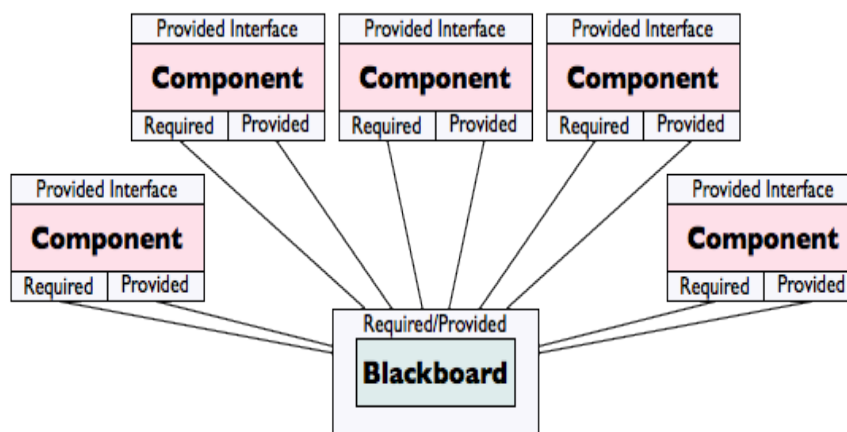 Provided Interface
Component
Required Provided
Provided Interface
Component
Required Provided
Provided Interface
Component
Required Provided
Provided Interface
Component
Required Provided
Provided Interface
Component
Required Provided
Required/Provided
Blackboard